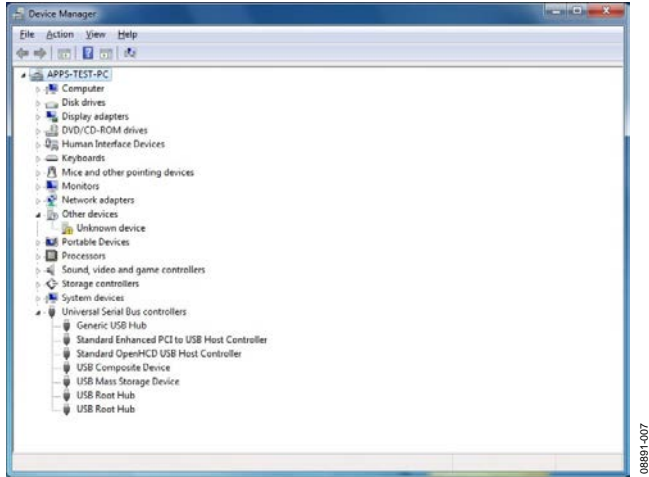 Device Manager
File Action View Help
APPS-TEST-PC
Computer
Disk drives
Display adapters
DVD/CD-ROM drives
Human Interface Devices
Keyboards
Mice and other pointing devices
Monitors
Network adapters
Other devices
Unknown device
Portable Devices
Processors
Sound, video and game controllers
Storage controllers
System devices
Universal Serial Bus controllers
Generic USB Hub
Standard Enhanced PCI to USB Host Controller
Standard OpenHCD USB Host Controller
USB Composite Device
USB Mass Storage Device
USB Root Hub
USB Root Hub
08891-007